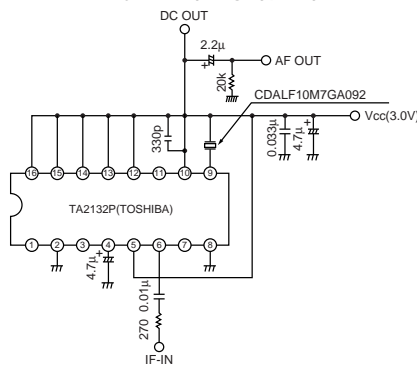 DC OUT
2.2μ
+
AF OUT
20k
CDALF10M7GA092
330p
Vcc(3.0V)
0.033μ
4.7μ
+
16 15 14 13 12 11 10 9
TA2132P(TOSHIBA)
1 2 3 4 5 6 7 8
4.7μ
+
0.01μ
270
IF-IN